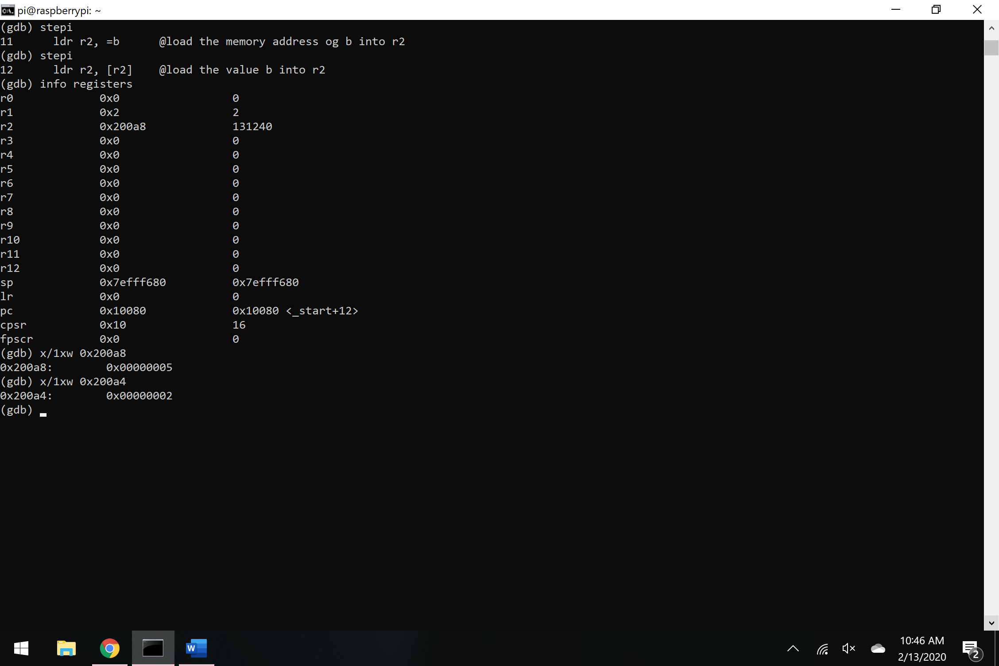 pi@raspberrypi: ~
(gdb) stepi
11      ldr r2, =b      @load the memory address og b into r2
(gdb) stepi
12      ldr r2, [r2]    @load the value b into r2
(gdb) info registers
r0             0x0                 0
r1             0x2                 2
r2             0x200a8             131240
r3             0x0                 0
r4             0x0                 0
r5             0x0                 0
r6             0x0                 0
r7             0x0                 0
r8             0x0                 0
r9             0x0                 0
r10            0x0                 0
r11            0x0                 0
r12            0x0                 0
sp             0x7efff680          0x7efff680
lr             0x0                 0
pc             0x10080             0x10080 <_start+12>
cpsr           0x10                16
fpscr          0x0                 0
(gdb) x/1xw 0x200a8
0x200a8:        0x00000005
(gdb) x/1xw 0x200a4
0x200a4:        0x00000002
(gdb)
W
10:46 AM
2/13/2020
2